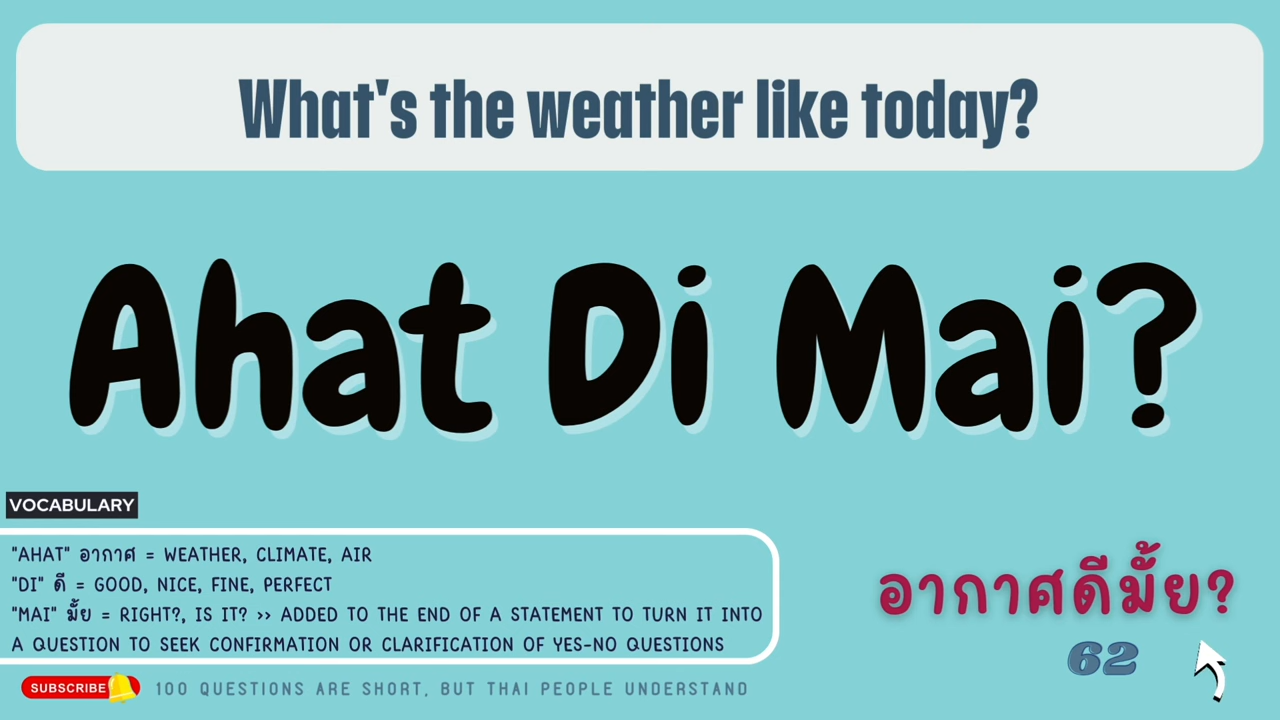 What's the weather like today?
Ahat Di Mai?
VOCABULARY
"AHAT" อากาศ = WEATHER, CLIMATE, AIR
"DI" ดี = GOOD, NICE, FINE, PERFECT
"MAI" มั้ย = RIGHT?, IS IT? >> ADDED TO THE END OF A STATEMENT TO TURN IT INTO
A QUESTION TO SEEK CONFIRMATION OR CLARIFICATION OF YES-NO QUESTIONS
อากาศดีมั้ย?
62
SUBSCRIBE
100 QUESTIONS ARE SHORT, BUT THAI PEOPLE UNDERSTAND